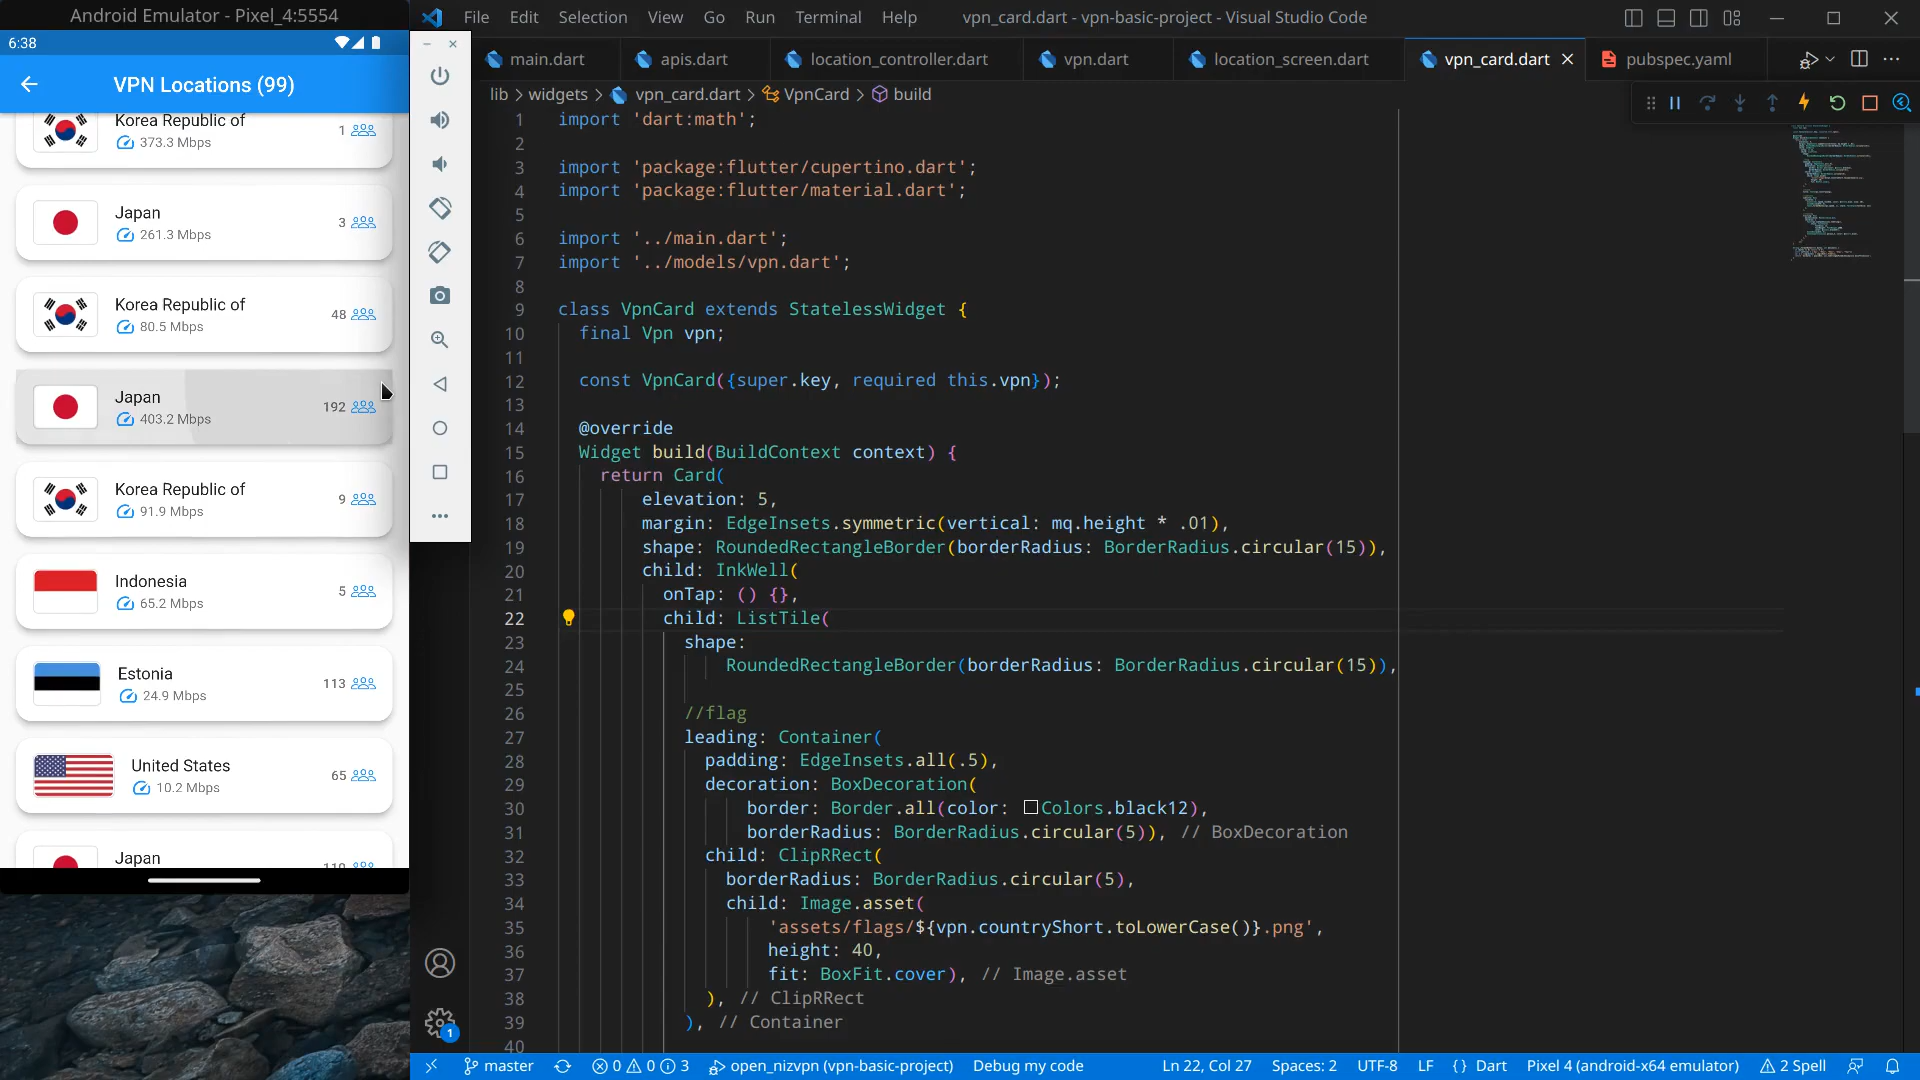 Android Emulator - Pixel_4:5554
6:38
VPN Locations (99)
Korea Republic of
373.3 Mbps
1
Japan
261.3 Mbps
3
Korea Republic of
80.5 Mbps
48
Japan
403.2 Mbps
192
Korea Republic of
91.9 Mbps
9
Indonesia
65.2 Mbps
5
Estonia
24.9 Mbps
113
United States
10.2 Mbps
65
Japan
File Edit Selection View Go Run Terminal Help
vpn_card.dart - vpn-basic-project - Visual Studio Code
main.dart
apis.dart
location_controller.dart
vpn.dart
location_screen.dart
vpn_card.dart
pubspec.yaml
lib > widgets > vpn_card.dart > VpnCard > build
1 import 'dart:math';
2
3 import 'package:flutter/cupertino.dart';
4 import 'package:flutter/material.dart';
5
6 import '../main.dart';
7 import '../models/vpn.dart';
8
9 class VpnCard extends StatelessWidget {
10 final Vpn vpn;
11
12 const VpnCard({super.key, required this.vpn});
13
14 @override
15 Widget build(BuildContext context) {
16 return Card(
17 elevation: 5,
18 margin: EdgeInsets.symmetric(vertical: mq.height * .01),
19 shape: RoundedRectangleBorder(borderRadius: BorderRadius.circular(15)),
20 child: InkWell(
21 onTap: () {},
22 child: ListTile(
23 shape:
24 RoundedRectangleBorder(borderRadius: BorderRadius.circular(15)),
25
26 //flag
27 leading: Container(
28 padding: EdgeInsets.all(.5),
29 decoration: BoxDecoration(
30 border: Border.all(color: Colors.black12),
31 borderRadius: BorderRadius.circular(5)), // BoxDecoration
32 child: ClipRRect(
33 borderRadius: BorderRadius.circular(5),
34 child: Image.asset(
35 'assets/flags/${vpn.countryShort.toLowerCase()}.png',
36 height: 40,
37 fit: BoxFit.cover), // Image.asset
38 ), // ClipRRect
39 ), // Container
40
1
master
0 0 3
open_nizvpn (vpn-basic-project)
Debug my code
Ln 22, Col 27
Spaces: 2
UTF-8
LF
{ } Dart
Pixel 4 (android-x64 emulator)
2 Spell